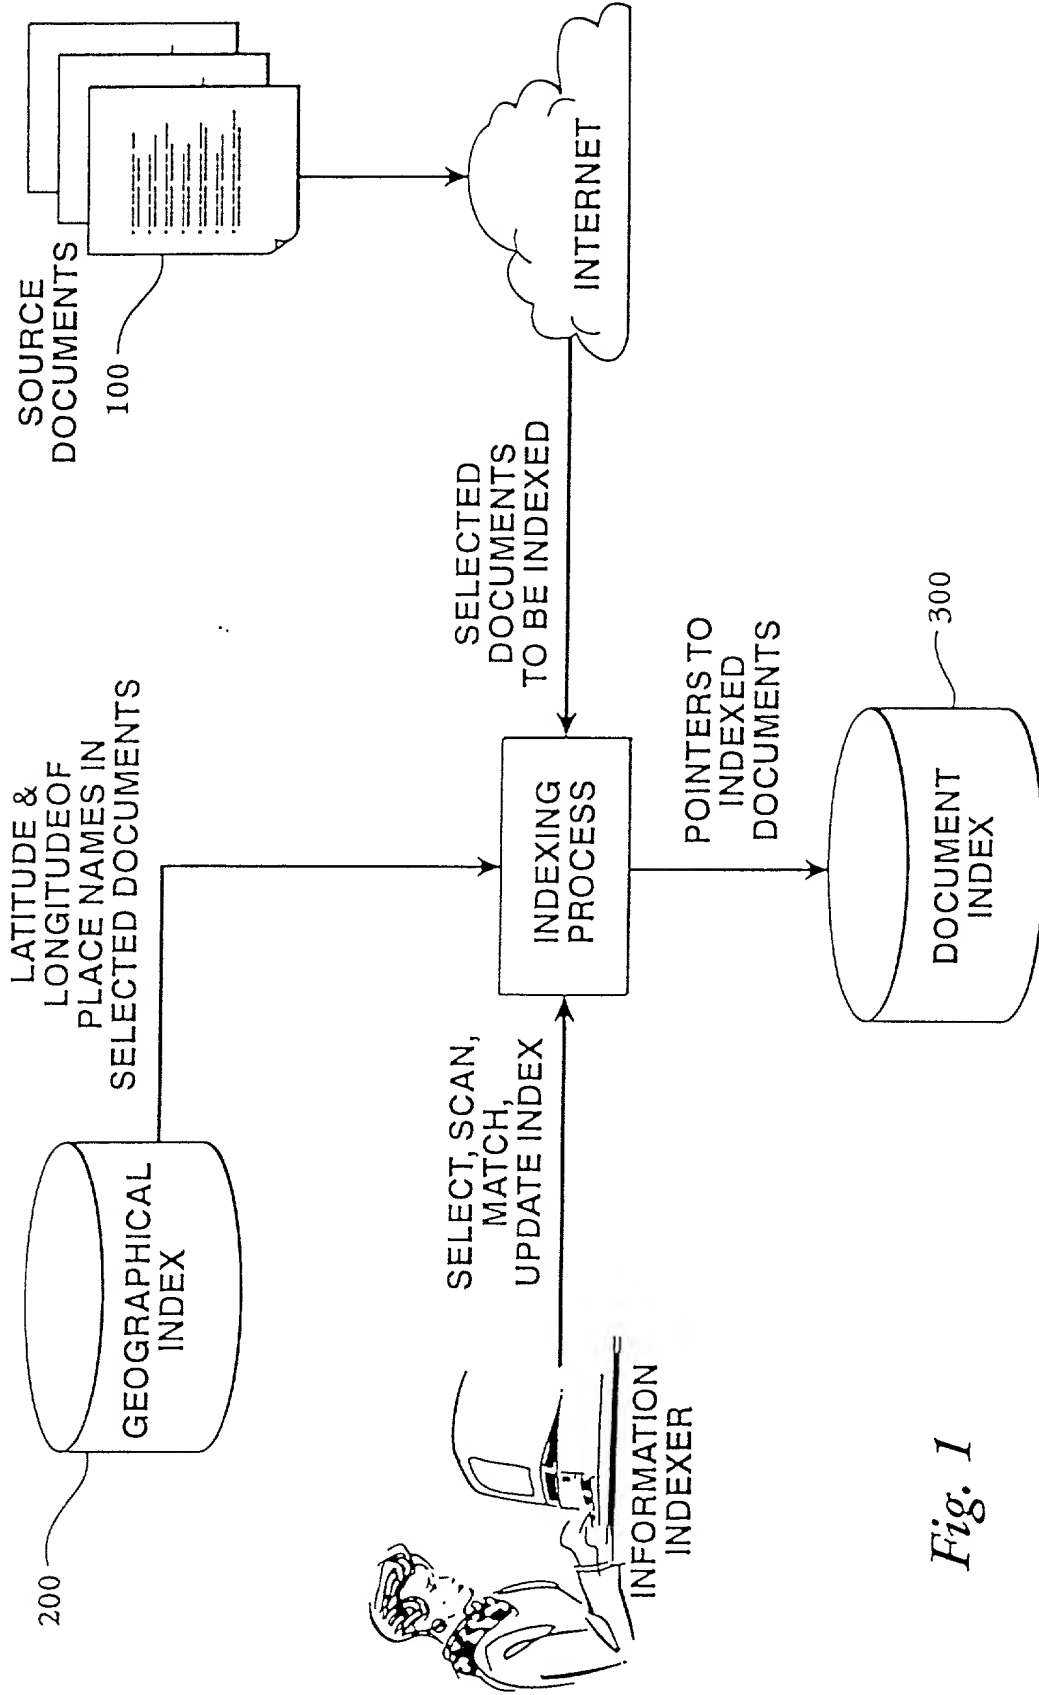 LATITUDE &
LONGITUDEOF
PLACE NAMES IN
SELECTED DOCUMENTS
SOURCE
DOCUMENTS
100
200
GEOGRAPHICAL
INDEX
SELECT, SCAN,
MATCH,
UPDATE INDEX
INDEXING
PROCESS
SELECTED
DOCUMENTS
TO BE INDEXED
INTERNET
INFORMATION
INDEXER
POINTERS TO
INDEXED
DOCUMENTS
300
DOCUMENT
INDEX
Fig. 1